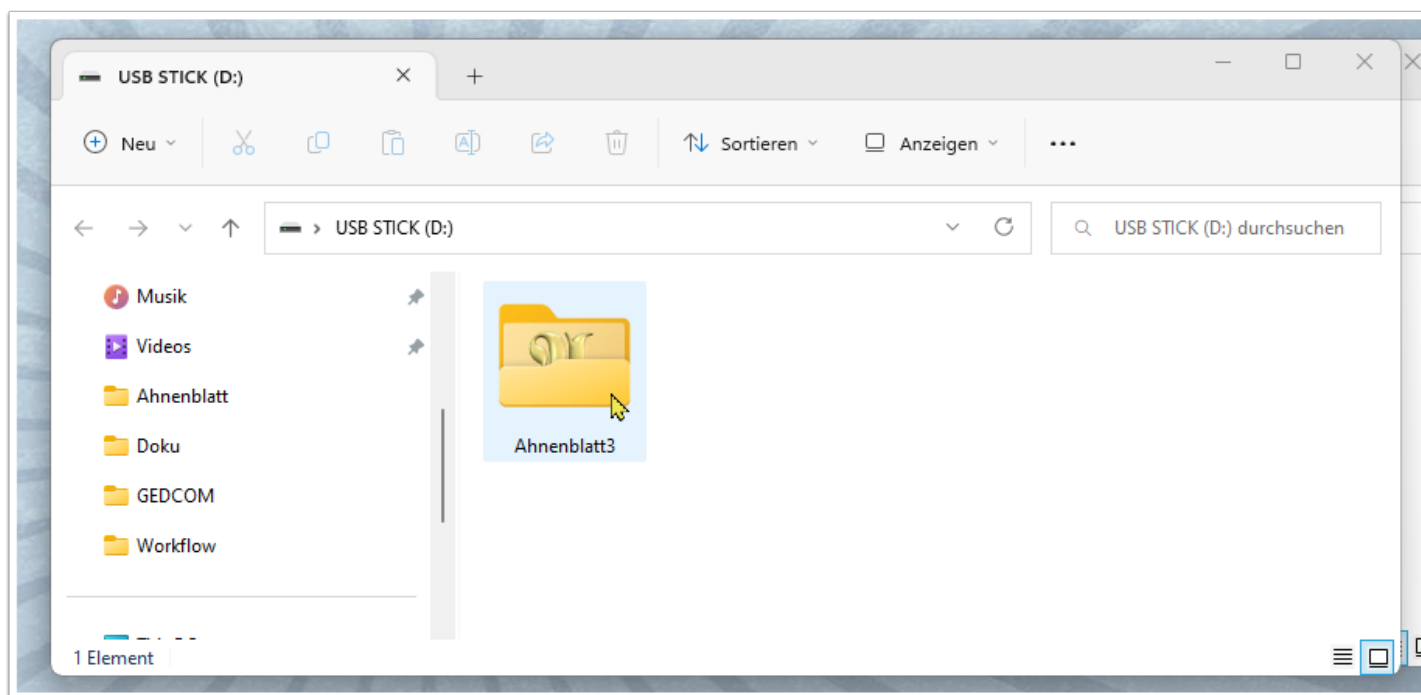 USB STICK (D:)
Neu
Sortieren
Anzeigen
USB STICK (D:)
USB STICK (D:) durchsuchen
Musik
Videos
Ahnenblatt
Doku
GEDCOM
Workflow
Ahnenblatt3
1 Element